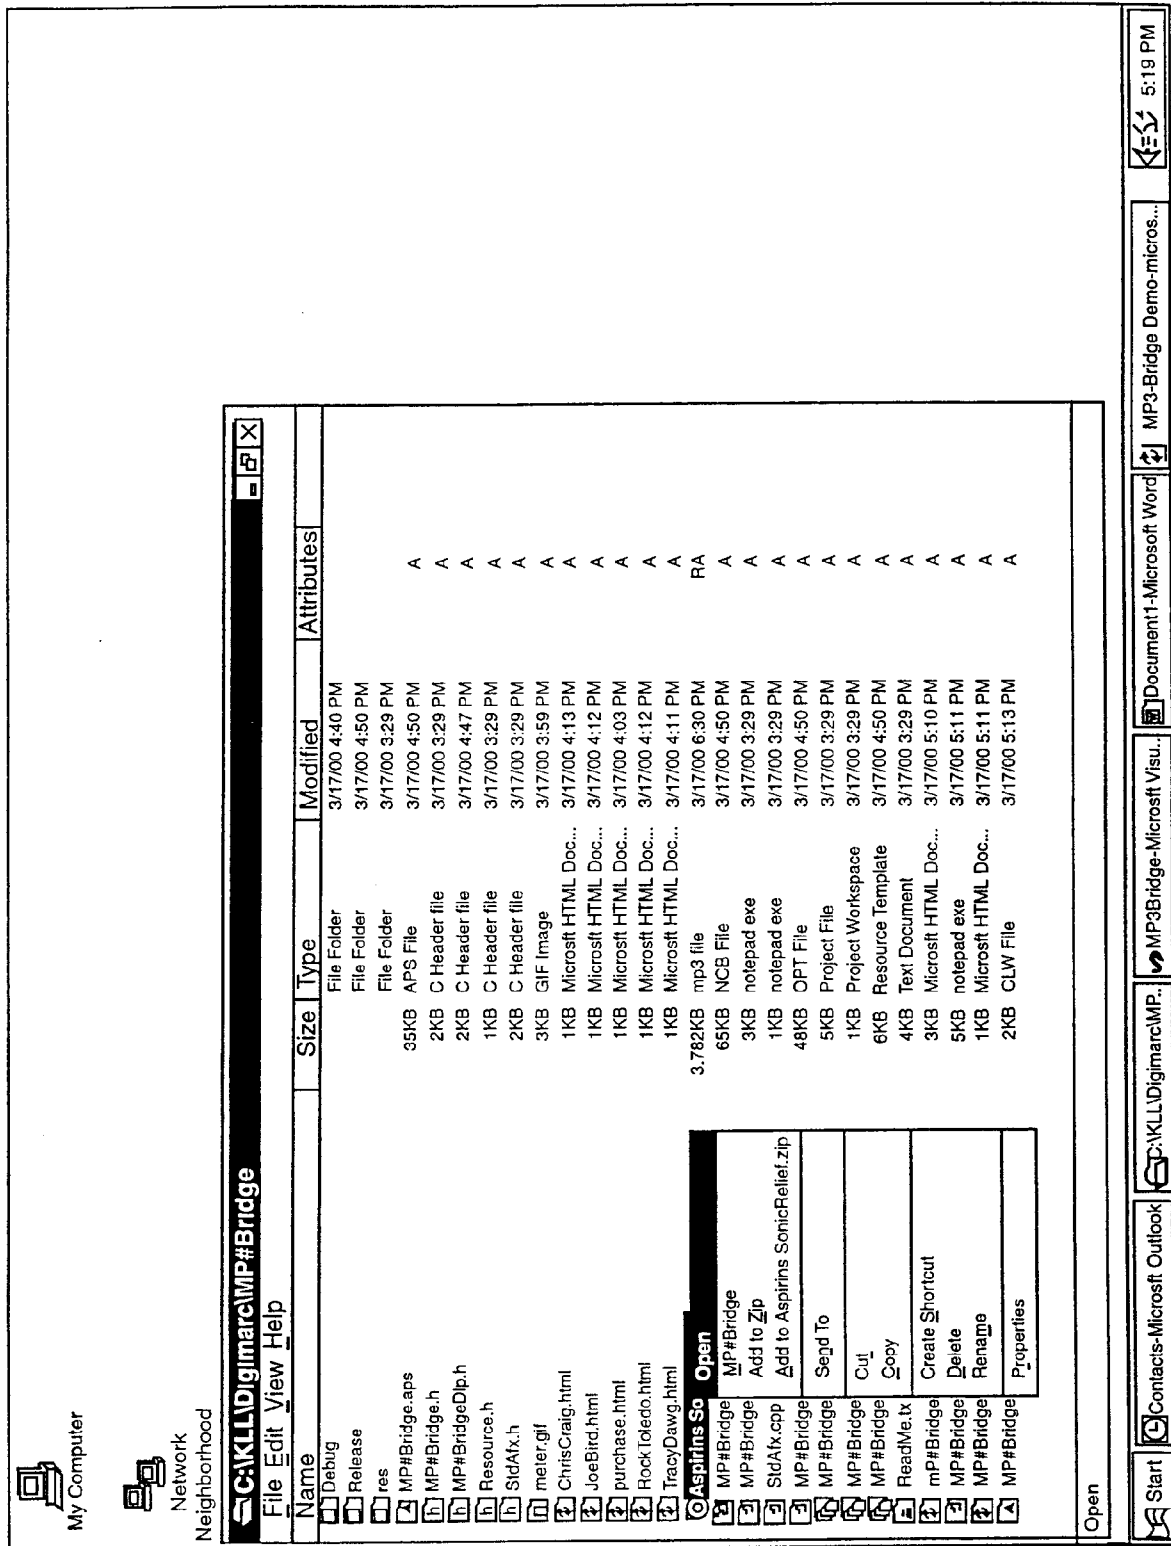 My Computer
Network
Neighborhood
C:\KLL\Digimarc\MP#Bridge
File Edit View Help
Name Size Type Modified Attributes
Debug File Folder 3/17/00 4:40 PM
Release File Folder 3/17/00 4:50 PM
res File Folder 3/17/00 3:29 PM
MP#Bridge.aps 35KB APS File 3/17/00 4:50 PM A
MP#Bridge.h 2KB C Header file 3/17/00 3:29 PM A
MP#BridgeDlp.h 2KB C Header file 3/17/00 4:47 PM A
Resource.h 1KB C Header file 3/17/00 3:29 PM A
StdAfx.h 2KB C Header file 3/17/00 3:29 PM A
meter.gif 3KB GIF Image 3/17/00 3:59 PM A
ChrisCraig.html 1KB Microsft HTML Doc... 3/17/00 4:13 PM A
JoeBird.html 1KB Microsft HTML Doc... 3/17/00 4:12 PM A
purchase.html 1KB Microsft HTML Doc... 3/17/00 4:03 PM A
RockToledo.html 1KB Microsft HTML Doc... 3/17/00 4:12 PM A
TracyDawg.html 1KB Microsft HTML Doc... 3/17/00 4:11 PM A
Aspirins So 3.782KB mp3 file 3/17/00 6:30 PM RA
MP#Bridge 65KB NCB File 3/17/00 4:50 PM A
MP#Bridge 3KB notepad exe 3/17/00 3:29 PM A
StdAfx.cpp 1KB notepad exe 3/17/00 3:29 PM A
MP#Bridge 48KB OPT File 3/17/00 4:50 PM A
MP#Bridge 5KB Project File 3/17/00 3:29 PM A
MP#Bridge 1KB Project Workspace 3/17/00 3:29 PM A
MP#Bridge 6KB Resource Template 3/17/00 4:50 PM A
ReadMe.tx 4KB Text Document 3/17/00 3:29 PM A
mP#Bridge 3KB Microsft HTML Doc... 3/17/00 5:10 PM A
MP#Bridge 5KB notepad exe 3/17/00 5:11 PM A
MP#Bridge 1KB Microsft HTML Doc... 3/17/00 5:11 PM A
MP#Bridge 2KB CLW File 3/17/00 5:13 PM A
Open
MP#Bridge
Add to Zip
Add to Aspirins SonicRelief.zip
Send To
Cut
Copy
Create Shortcut
Delete
Rename
Properties
Open
Start Contacts-Microsft Outlook C:\KLL\Digimarc\MP.. MP3Bridge-Microsft Visu... Document1-Microsoft Word MP3-Bridge Demo-micros... 5:19 PM